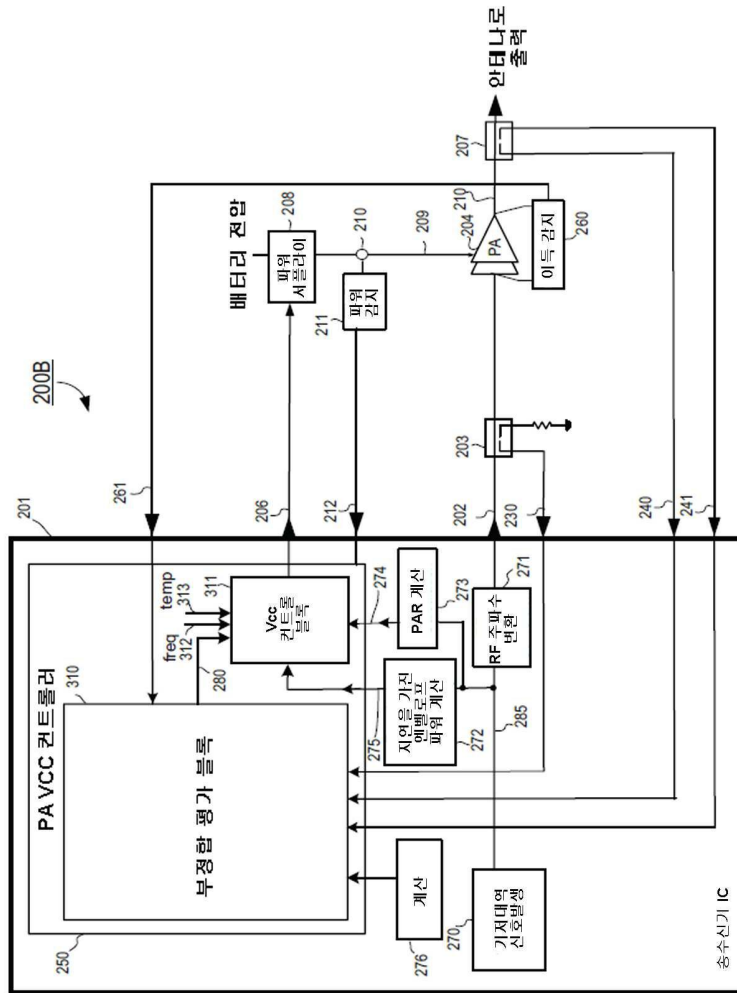 200B
201
PA VCC 컨트롤러
310
부정합 평가 블록
250
freq
312
temp
313
280
311
Vcc
컨트롤
블록
261
206
212
배터리 전압
208
파워
서플라이
210
211
파워
감지
209
204
PA
210
207
안테나로
출력
이득 감지
260
274
PAR 계산
273
275
지연을 가진
엔벨로프
파워 계산
272
RF 주파수
변환
271
202
203
230
240
241
285
계산
276
기저대역
신호발생
270
송수신기 IC